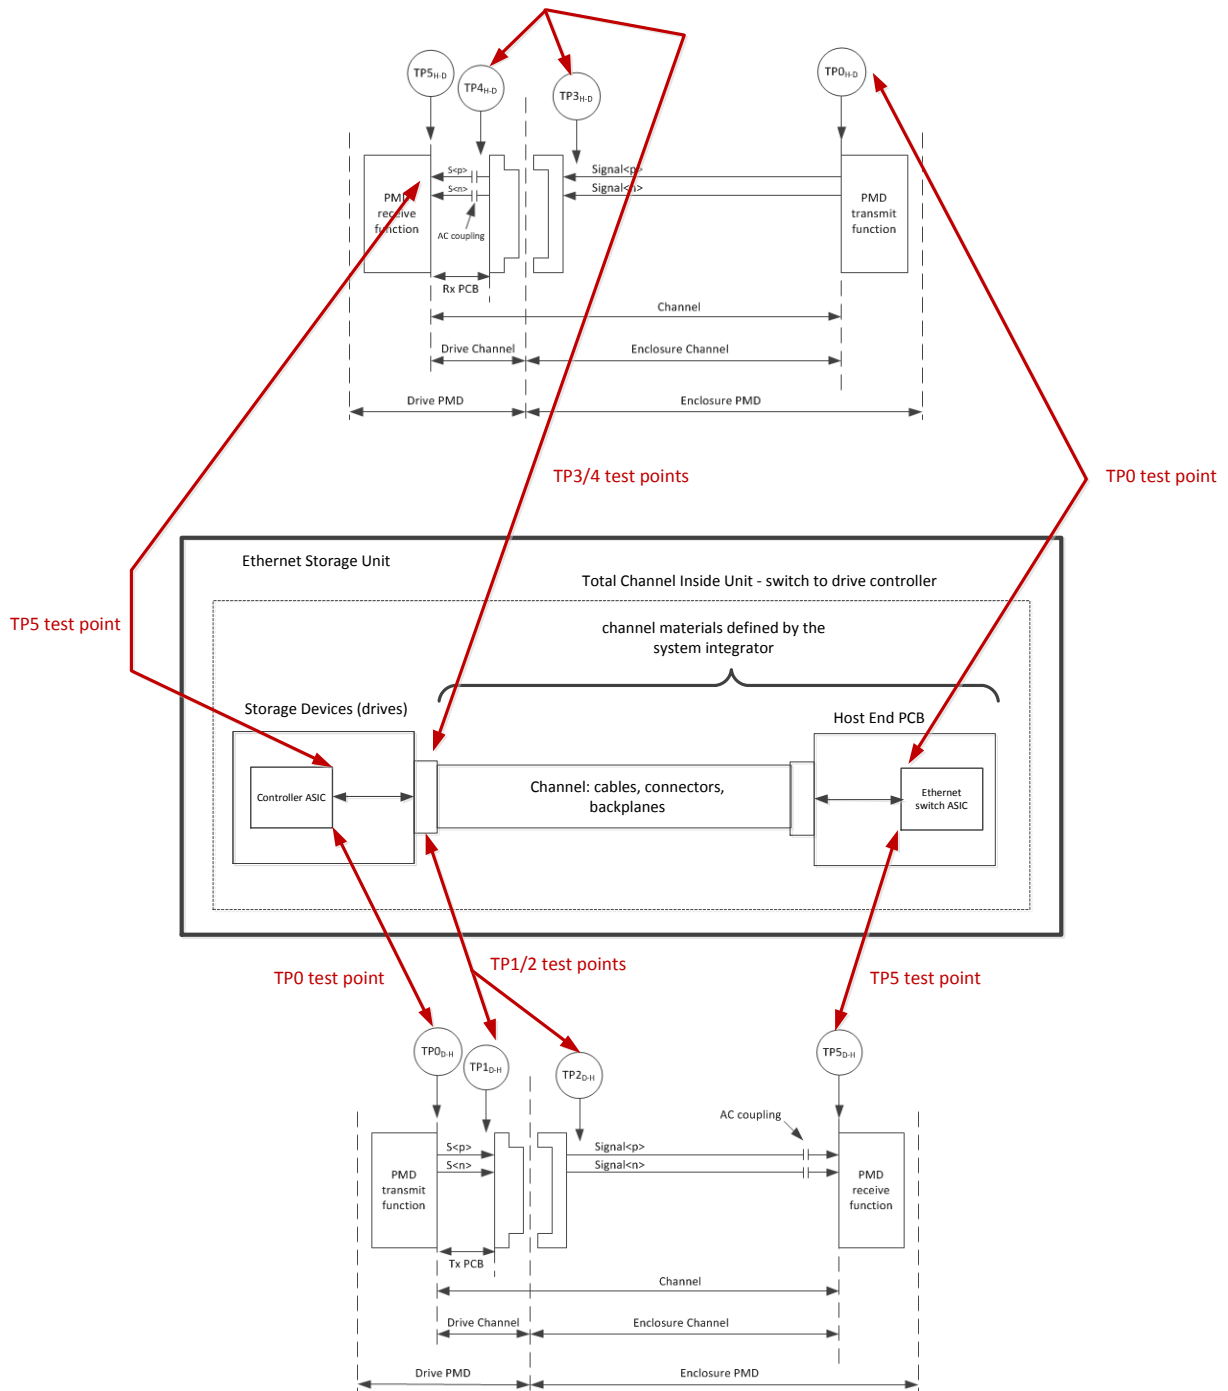 TP5H-D
TP4H-D
TP3H-D
TP0H-D
S<p>
S<n>
Signal<p>
Signal<n>
PMD
receive
function
AC coupling
PMD
transmit
function
Rx PCB
Channel
Drive Channel
Enclosure Channel
Drive PMD
Enclosure PMD
TP3/4 test points
TP0 test point
Ethernet Storage Unit
Total Channel Inside Unit - switch to drive controller
TP5 test point
channel materials defined by the
system integrator
Storage Devices (drives)
Host End PCB
Controller ASIC
Channel: cables, connectors,
backplanes
Ethernet
switch ASIC
TP0 test point
TP1/2 test points
TP5 test point
TP0D-H
TP1D-H
TP2D-H
TP5D-H
AC coupling
S<p>
S<n>
Signal<p>
Signal<n>
PMD
transmit
function
PMD
receive
function
Tx PCB
Channel
Drive Channel
Enclosure Channel
Drive PMD
Enclosure PMD